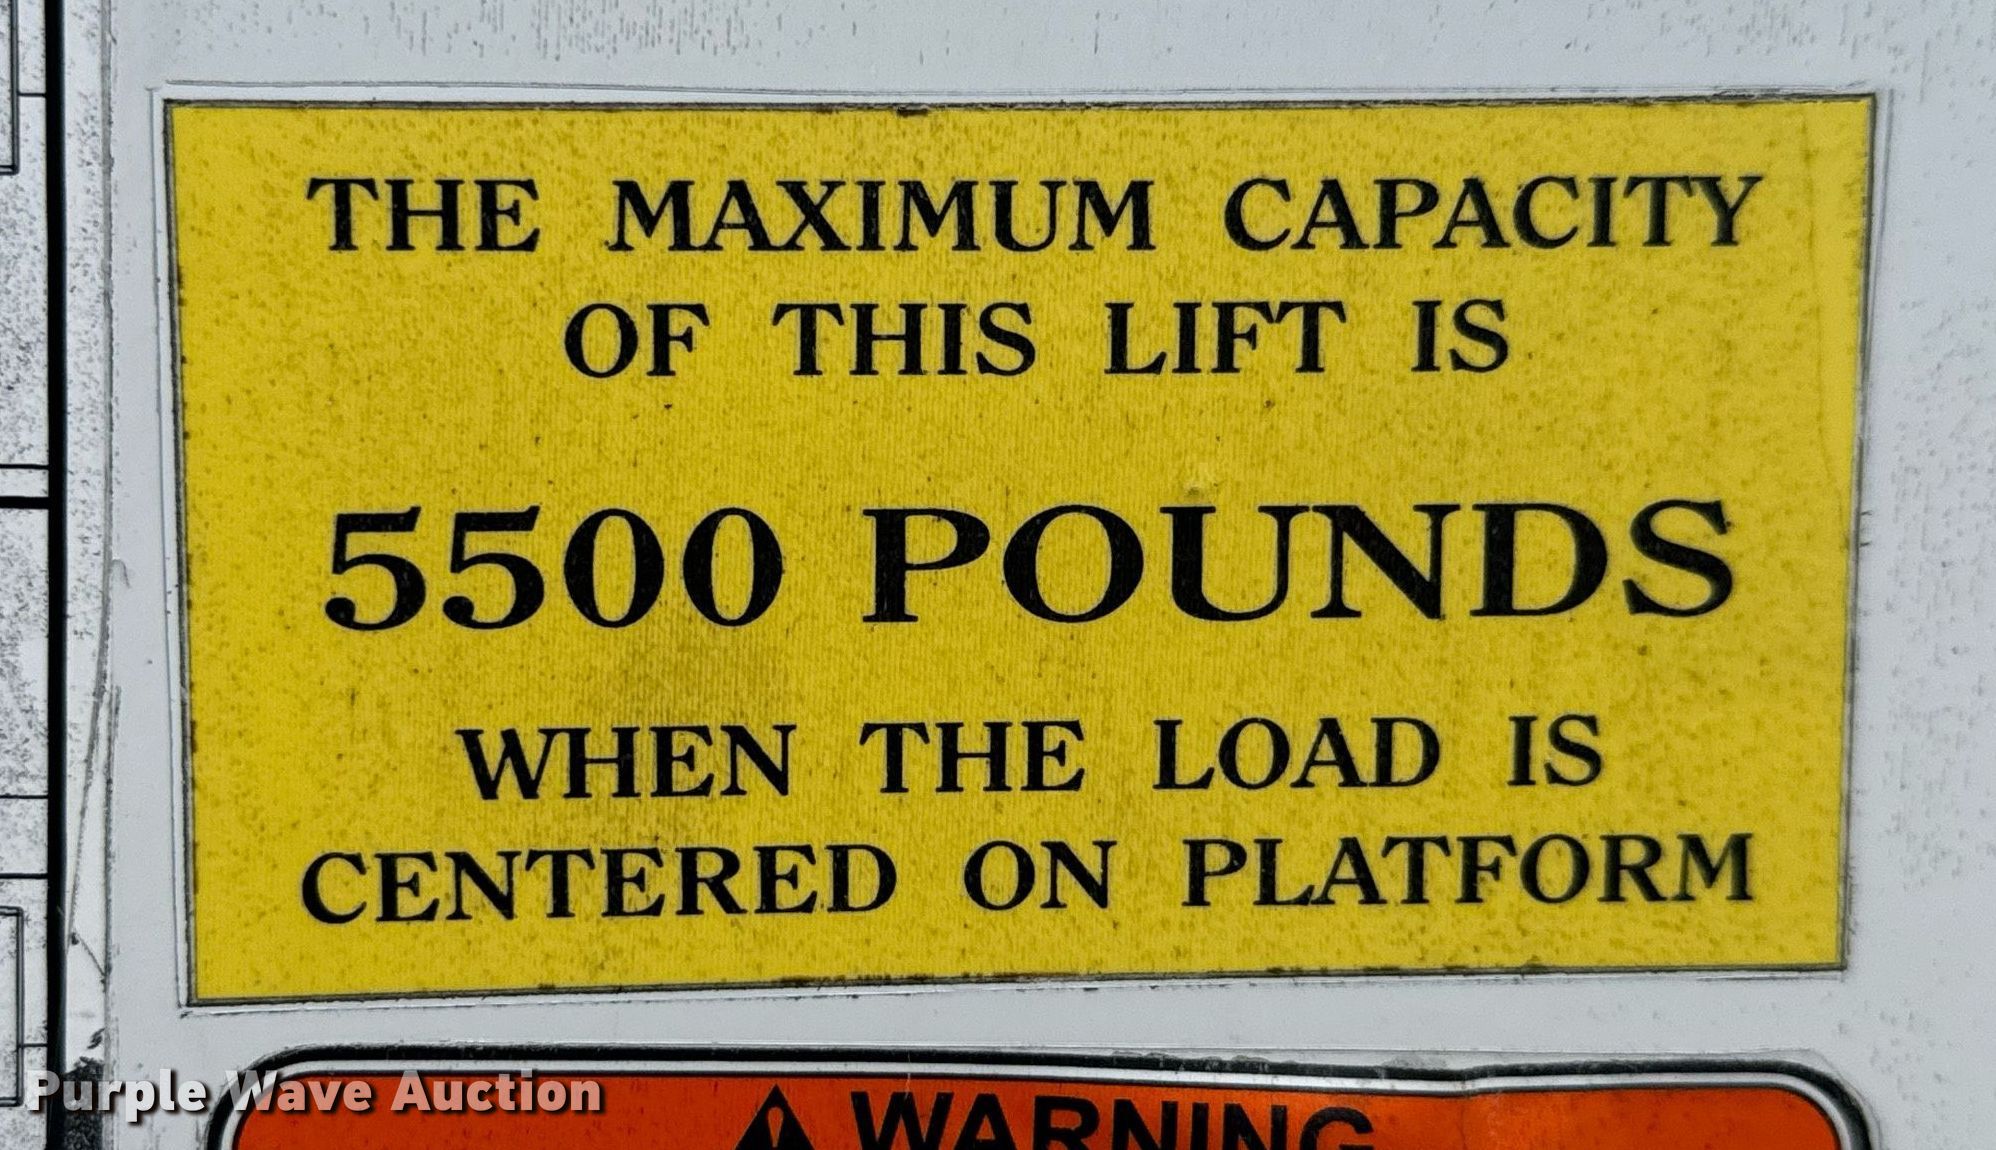 THE MAXIMUM CAPACITY
OF THIS LIFT IS
5500 POUNDS
WHEN THE LOAD IS
CENTERED ON PLATFORM
WARNING
Purple Wave Auction